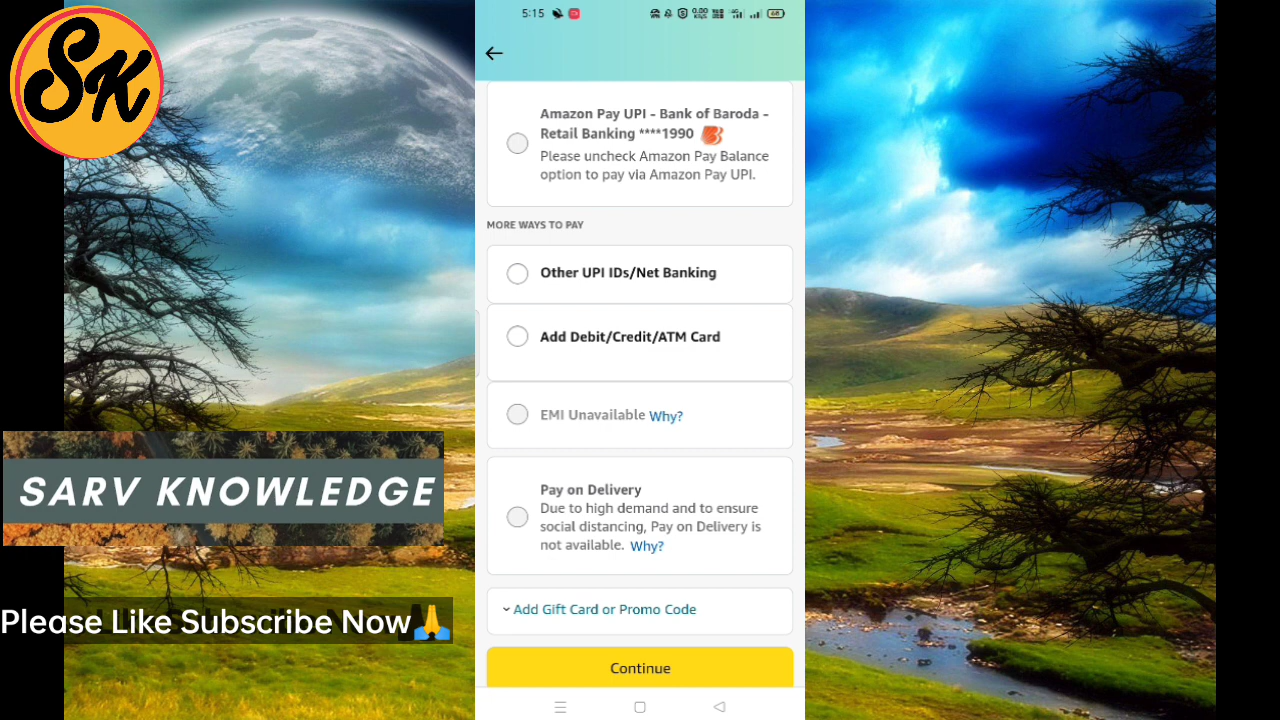 SK
5:15
68
Amazon Pay UPI - Bank of Baroda -
Retail Banking ****1990
Please uncheck Amazon Pay Balance
option to pay via Amazon Pay UPI.
MORE WAYS TO PAY
Other UPI IDs/Net Banking
Add Debit/Credit/ATM Card
EMI Unavailable Why?
Pay on Delivery
Due to high demand and to ensure
social distancing, Pay on Delivery is
not available. Why?
Add Gift Card or Promo Code
Continue
SARV KNOWLEDGE
Please Like Subscribe Now🙏